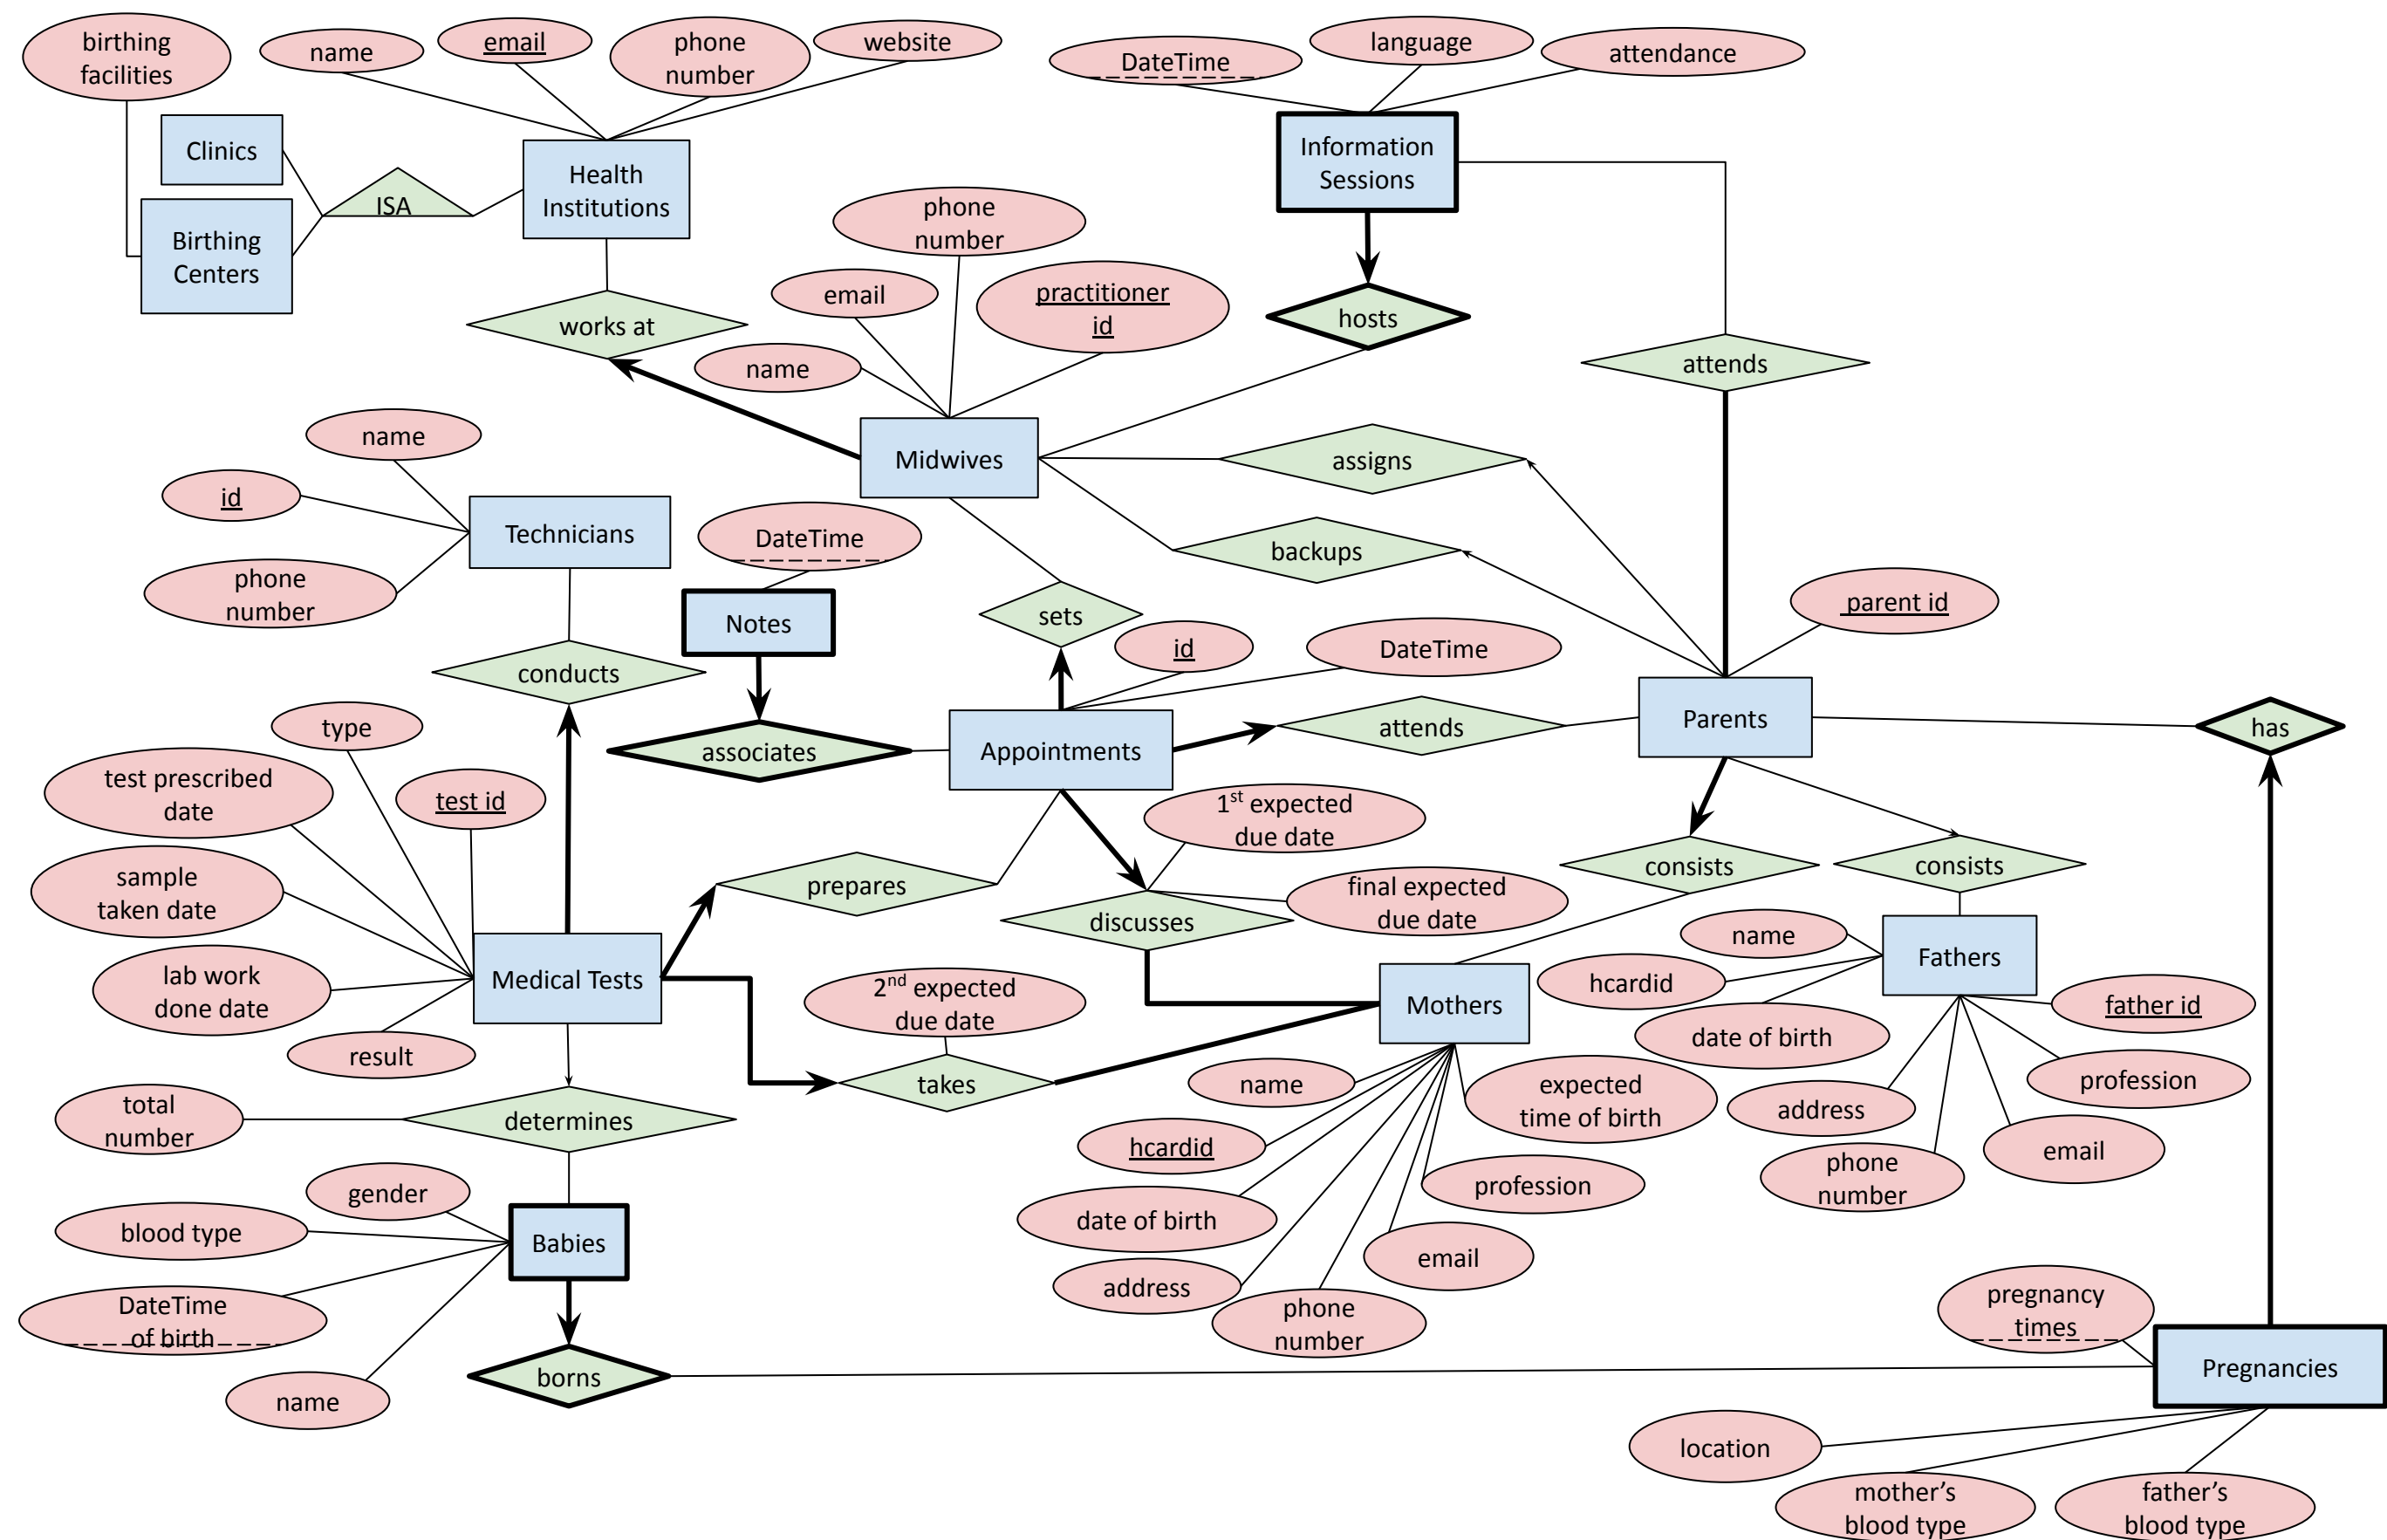 birthing
facilities
name
email
phone
number
website
DateTime
language
attendance
Clinics
ISA
Birthing
Centers
Health
Institutions
Information
Sessions
phone
number
email
practitioner
id
name
works at
hosts
attends
name
id
phone
number
Technicians
Midwives
assigns
backups
DateTime
Notes
sets
id
DateTime
parent id
conducts
associates
Appointments
attends
Parents
has
type
test prescribed
date
test id
sample
taken date
lab work
done date
result
Medical Tests
prepares
1st expected
due date
final expected
due date
discusses
consists
consists
2nd expected
due date
takes
Mothers
name
hcardid
date of birth
Fathers
father id
profession
address
phone
number
email
name
hcardid
date of birth
address
phone
number
email
profession
expected
time of birth
total
number
determines
gender
blood type
DateTime
of birth
name
Babies
borns
pregnancy
times
Pregnancies
location
mother’s
blood type
father’s
blood type